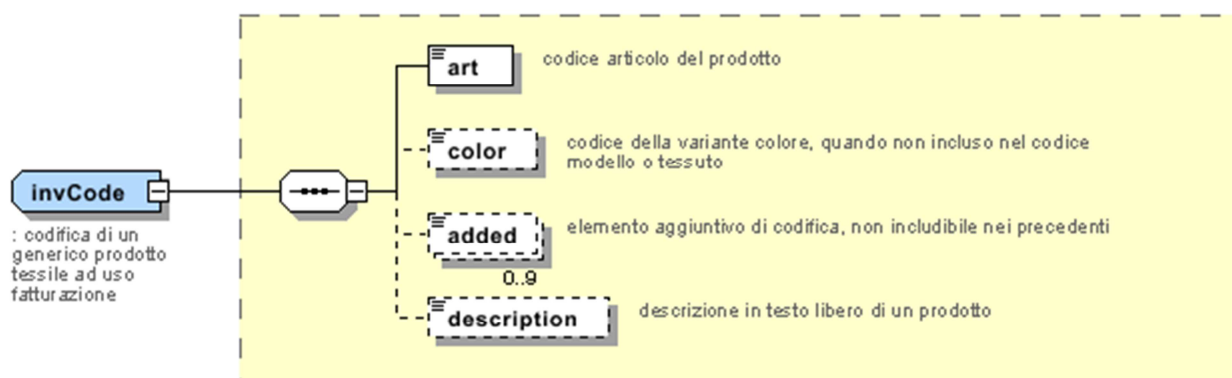 art
codice articolo del prodotto
color
codice della variante colore, quando non incluso nel codice
modello o tessuto
invCode
: codifica di un
generico prodotto
tessile ad uso
fatturazione
added
elemento aggiuntivo di codifica, non includibile nei precedenti
0..9
description
descrizione in testo libero di un prodotto